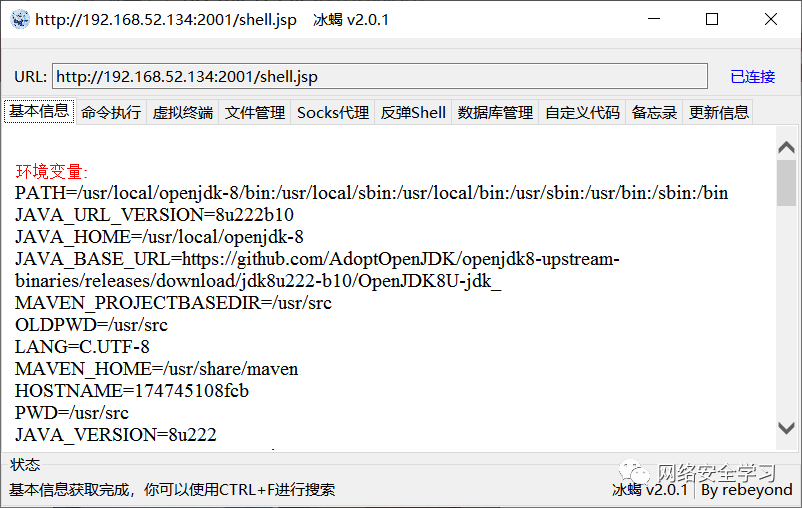 http://192.168.52.134:2001/shell.jsp 冰蝎 v2.0.1
URL: http://192.168.52.134:2001/shell.jsp 已连接
基本信息 命令执行 虚拟终端 文件管理 Socks代理 反弹Shell 数据库管理 自定义代码 备忘录 更新信息
环境变量:
PATH=/usr/local/openjdk-8/bin:/usr/local/sbin:/usr/local/bin:/usr/sbin:/usr/bin:/sbin:/bin
JAVA_URL_VERSION=8u222b10
JAVA_HOME=/usr/local/openjdk-8
JAVA_BASE_URL=https://github.com/AdoptOpenJDK/openjdk8-upstream-
binaries/releases/download/jdk8u222-b10/OpenJDK8U-jdk_
MAVEN_PROJECTBASEDIR=/usr/src
OLDPWD=/usr/src
LANG=C.UTF-8
MAVEN_HOME=/usr/share/maven
HOSTNAME=174745108fcb
PWD=/usr/src
JAVA_VERSION=8u222
状态
网络安全学习
基本信息获取完成，你可以使用CTRL+F进行搜索 冰蝎 v2.0.1 By rebeyond